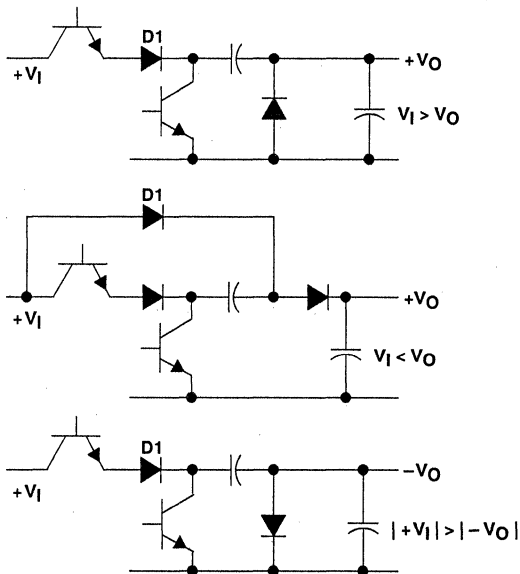 D1
+VI
+VO
VI > VO
D1
+VI
+VO
VI < VO
D1
+VI
−VO
|+VI| > |−VO|